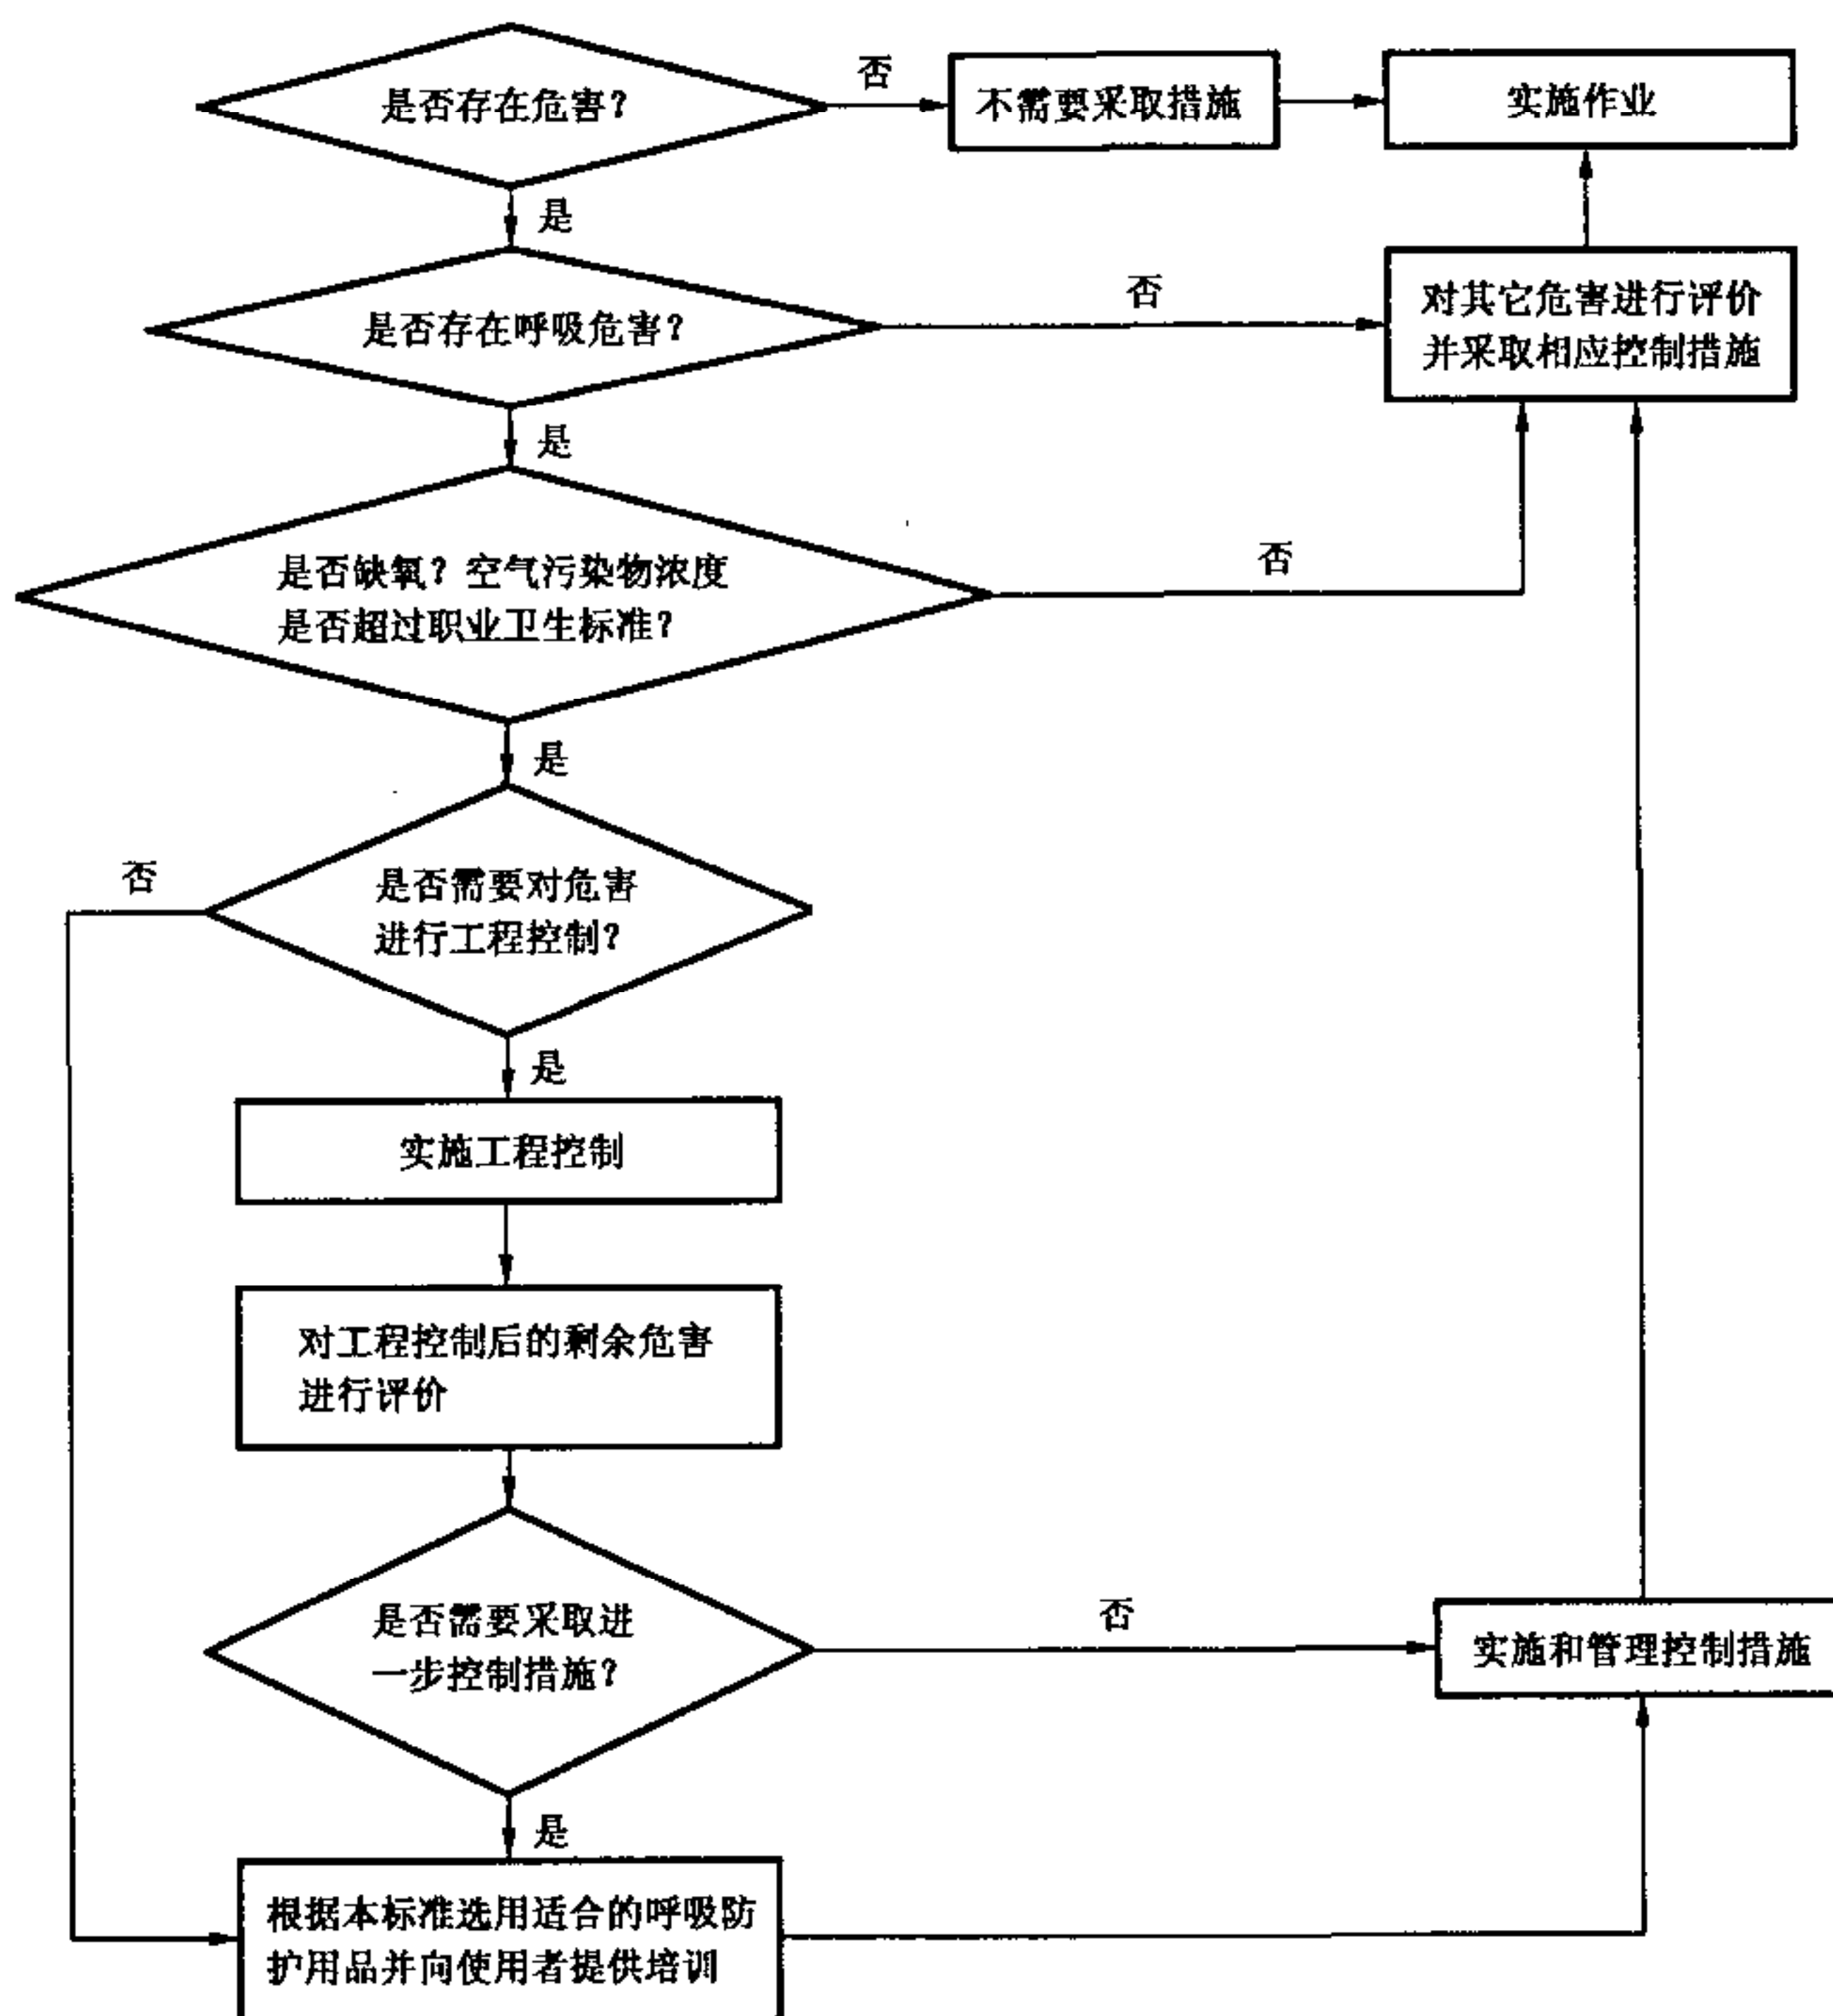 是否存在危害？
否
不需要采取措施
实施作业
是
是否存在呼吸危害？
否
对其它危害进行评价
并采取相应控制措施
是
是否缺氧？空气污染物浓度
是否超过职业卫生标准？
否
是
否
是否需要对危害
进行工程控制？
是
实施工程控制
对工程控制后的剩余危害
进行评价
是否需要采取进
一步控制措施？
否
实施和管理控制措施
是
根据本标准选用适合的呼吸防
护用品并向使用者提供培训